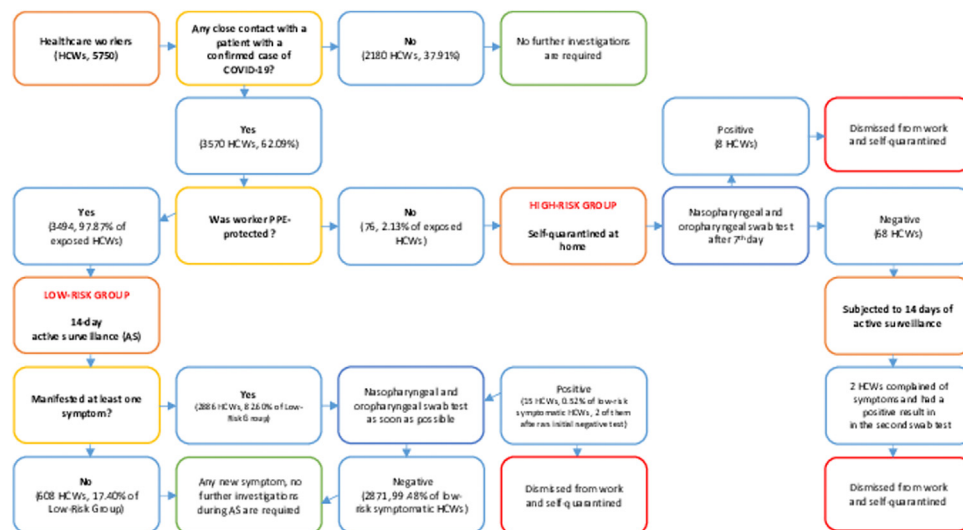 Healthcare workers
(HCWs, 5750)
Any close contact with a
patient with a
confirmed case of
COVID-19?
No
(2180 HCWs, 37.91%)
No further investigations
are required
Yes
(3570 HCWs, 62.09%)
Positive
(8 HCWs)
Dismissed from work
and self-quarantined
Yes
(3494, 97.87% of
exposed HCWs)
Was worker PPE-
protected?
No
(76, 2.13% of exposed
HCWs)
HIGH-RISK GROUP
Self-quarantined at
home
Nasopharyngeal and
oropharyngeal swab test
after 7th day
Negative
(68 HCWs)
LOW-RISK GROUP
14-day
active surveillance (AS)
Subjected to 14 days of
active surveillance
Manifested at least one
symptom?
Yes
(2886 HCWs, 82.60% of Low-
Risk Group)
Nasopharyngeal and
oropharyngeal swab test
as soon as possible
Positive
(15 HCWs, 0.52% of low-risk
symptomatic HCWs, 2 of them
after an initial negative test)
2 HCWs complained of
symptoms and had a
positive result in
in the second swab test
No
(608 HCWs, 17.40% of
Low-Risk Group)
Any new symptom, no
further investigations
during AS are required
Negative
(2871, 99.48% of low-
risk symptomatic HCWs)
Dismissed from work
and self-quarantined
Dismissed from work
and self-quarantined